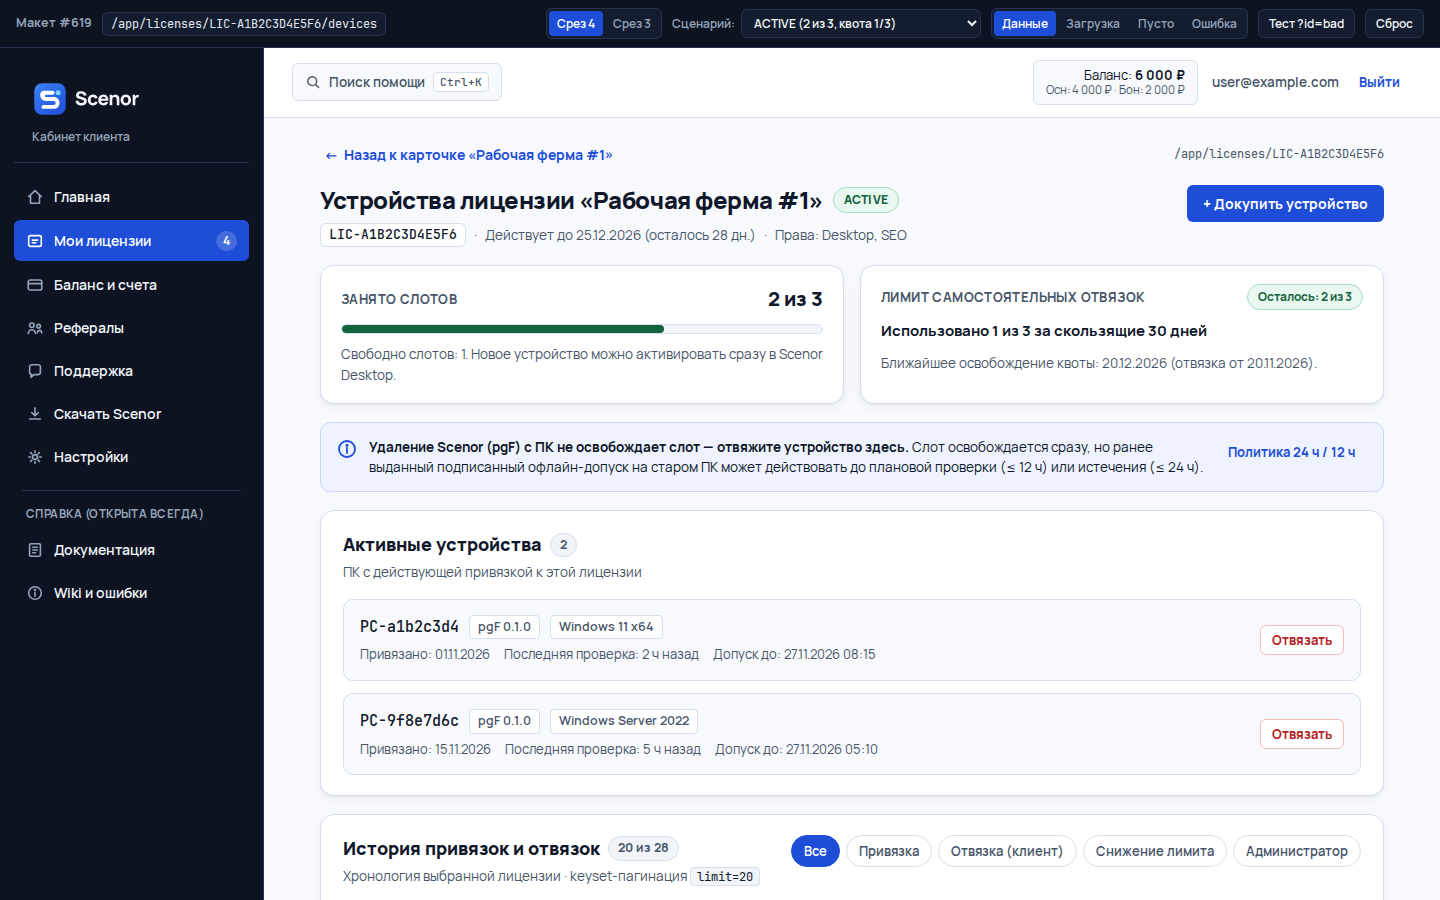 Макет #619 /app/licenses/LIC-A1B2C3D4E5F6/devices Срез 4 Срез 3 Сценарий: ACTIVE (2 из 3, квота 1/3) Данные Загрузка Пусто Ошибка Тест ?id=bad Сброс
Scenor
Кабинет клиента
Главная
Мои лицензии 4
Баланс и счета
Рефералы
Поддержка
Скачать Scenor
Настройки
СПРАВКА (ОТКРЫТА ВСЕГДА)
Документация
Wiki и ошибки
Поиск помощи Ctrl+K
Баланс: 6 000 ₽
Осн: 4 000 ₽ · Бон: 2 000 ₽
user@example.com Выйти
← Назад к карточке «Рабочая ферма #1» /app/licenses/LIC-A1B2C3D4E5F6
Устройства лицензии «Рабочая ферма #1» ACTIVE + Докупить устройство
LIC-A1B2C3D4E5F6 · Действует до 25.12.2026 (осталось 28 дн.) · Права: Desktop, SEO
ЗАНЯТО СЛОТОВ 2 из 3
Свободно слотов: 1. Новое устройство можно активировать сразу в Scenor
Desktop.
ЛИМИТ САМОСТОЯТЕЛЬНЫХ ОТВЯЗОК Осталось: 2 из 3
Использовано 1 из 3 за скользящие 30 дней
Ближайшее освобождение квоты: 20.12.2026 (отвязка от 20.11.2026).
Удаление Scenor (pgF) с ПК не освобождает слот — отвяжите устройство здесь. Слот освобождается сразу, но ранее
выданный подписанный офлайн-допуск на старом ПК может действовать до плановой проверки (≤ 12 ч) или истечения (≤ 24 ч).
Политика 24 ч / 12 ч
Активные устройства 2
ПК с действующей привязкой к этой лицензии
PC-a1b2c3d4 pgF 0.1.0 Windows 11 x64
Привязано: 01.11.2026 Последняя проверка: 2 ч назад Допуск до: 27.11.2026 08:15
Отвязать
PC-9f8e7d6c pgF 0.1.0 Windows Server 2022
Привязано: 15.11.2026 Последняя проверка: 5 ч назад Допуск до: 27.11.2026 05:10
Отвязать
История привязок и отвязок 20 из 28 Все Привязка Отвязка (клиент) Снижение лимита Администратор
Хронология выбранной лицензии · keyset-пагинация limit=20